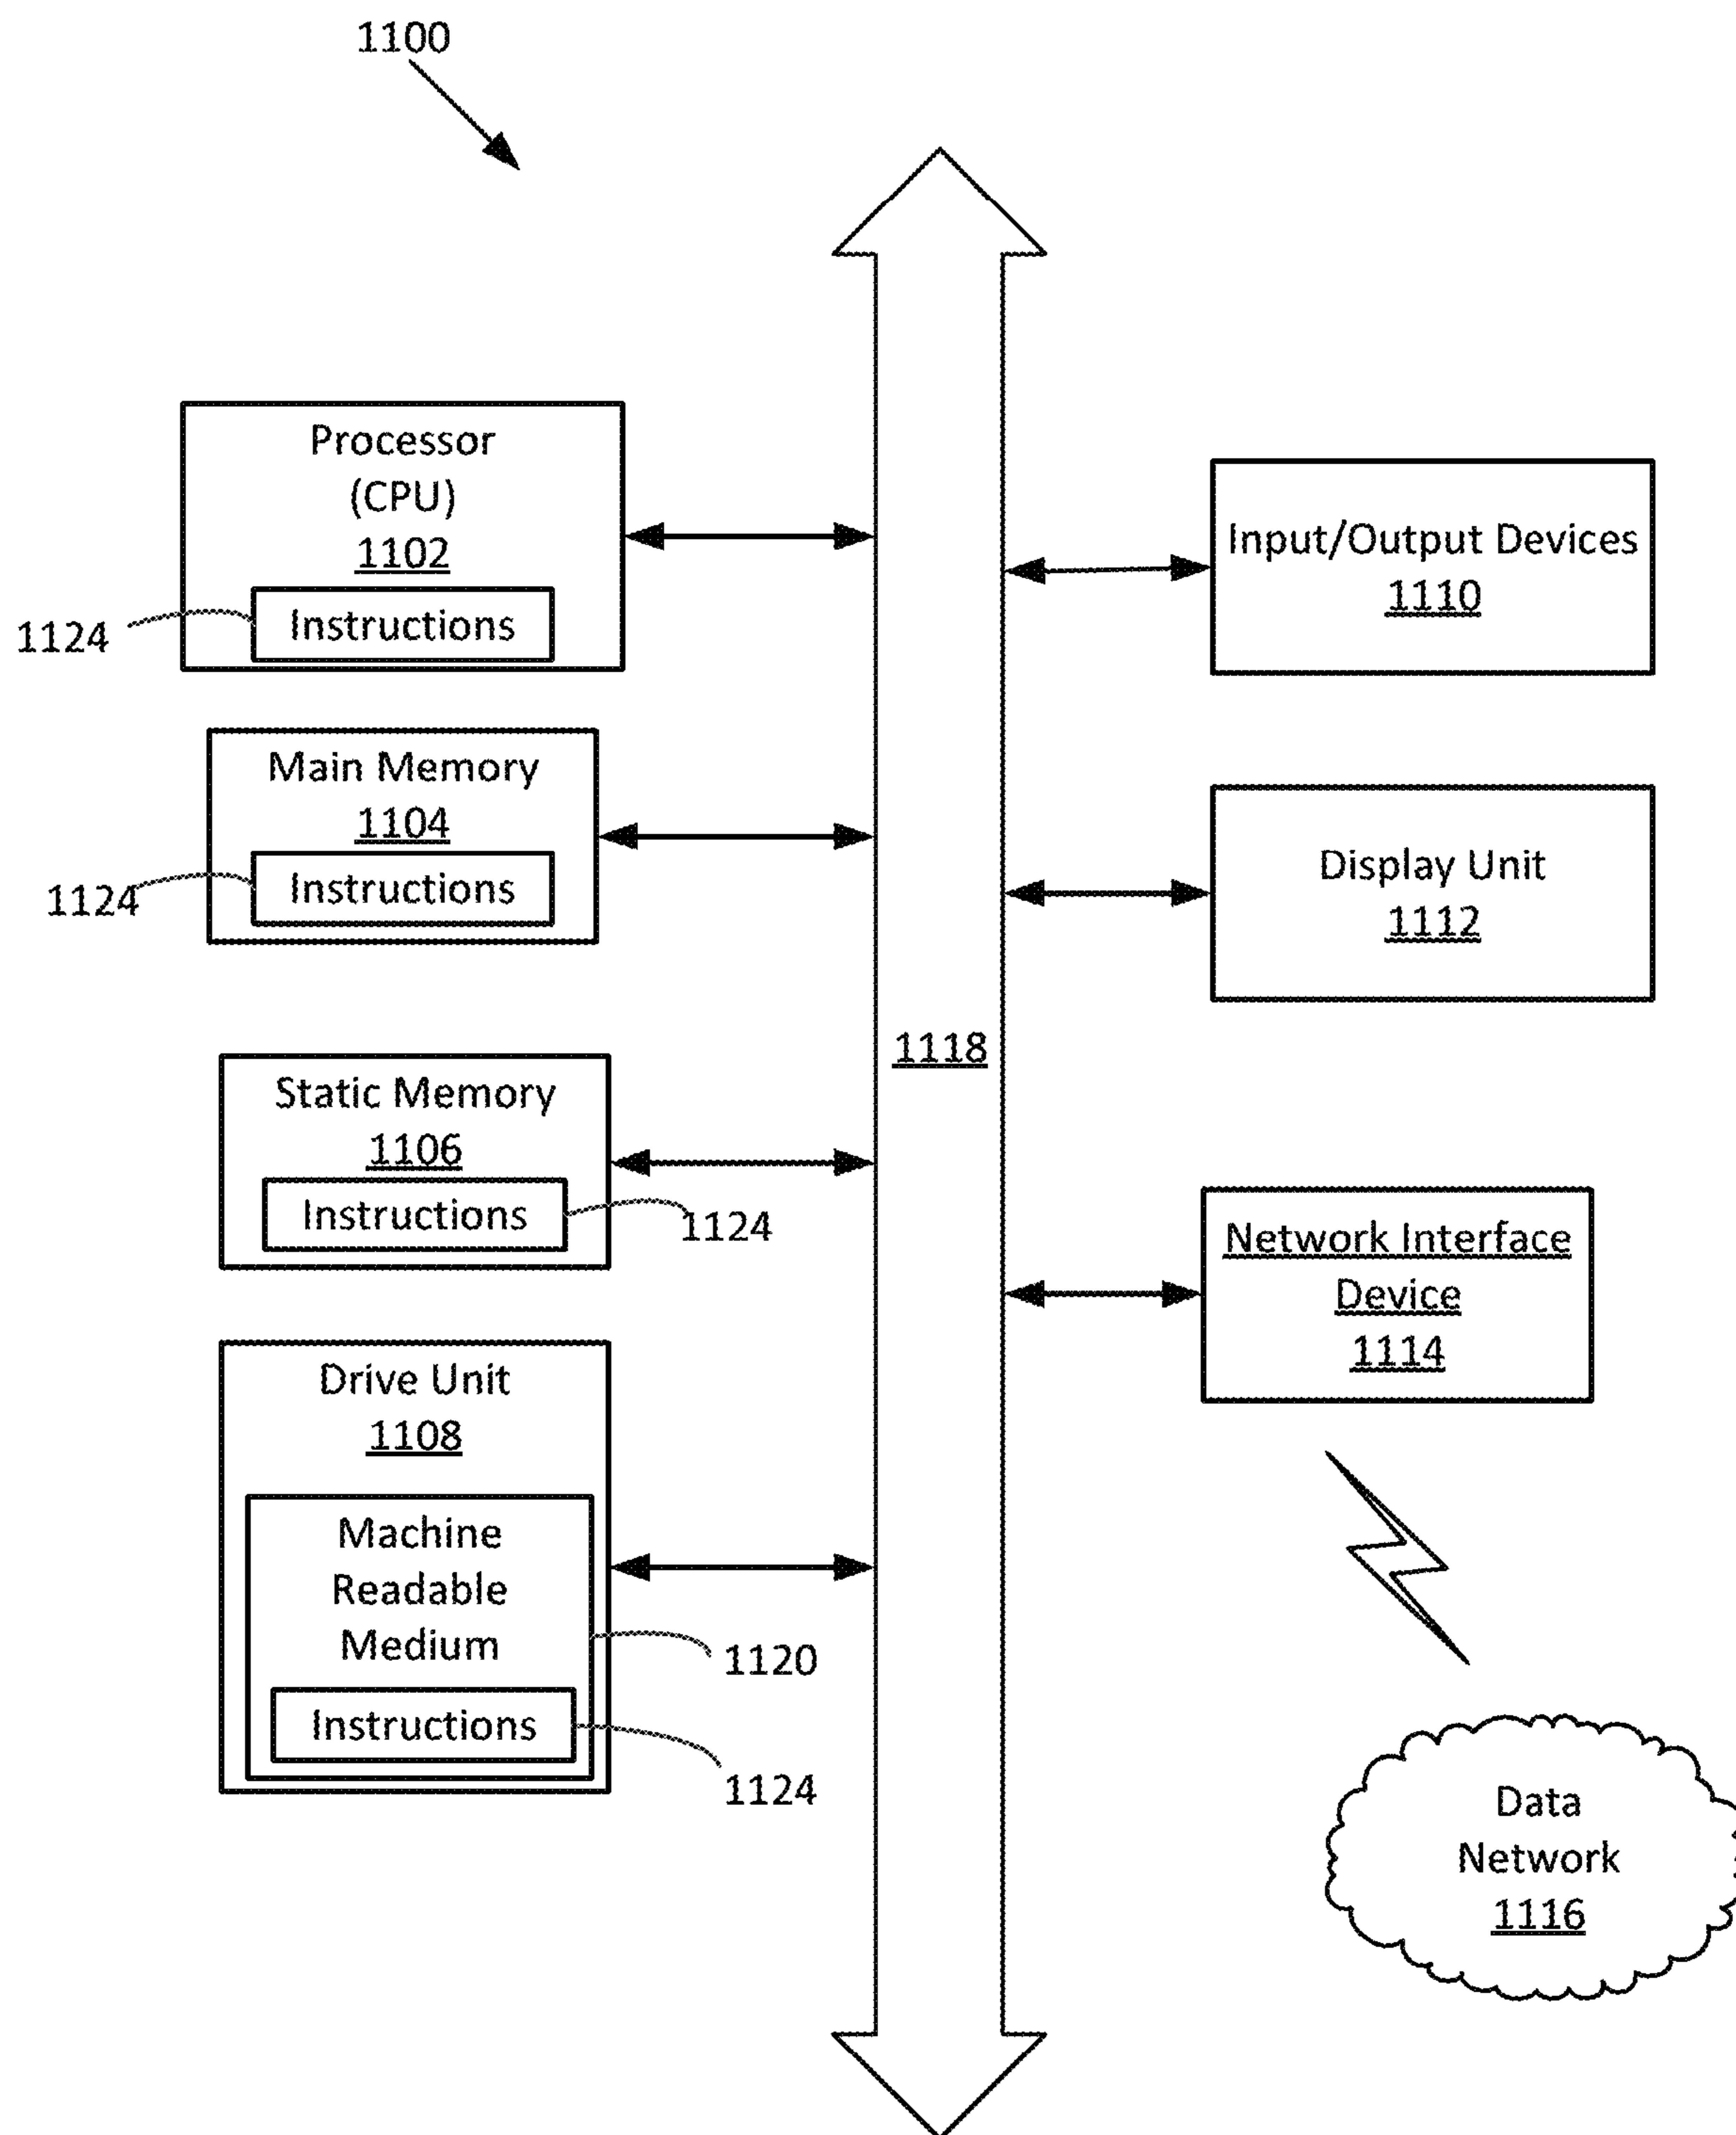 1100
Processor
(CPU)
1102
Instructions
1124
Main Memory
1104
Instructions
1124
Static Memory
1106
Instructions
1124
Drive Unit
1108
Machine
Readable
Medium
1120
Instructions
1124
1118
Input/Output Devices
1110
Display Unit
1112
Network Interface
Device
1114
Data
Network
1116